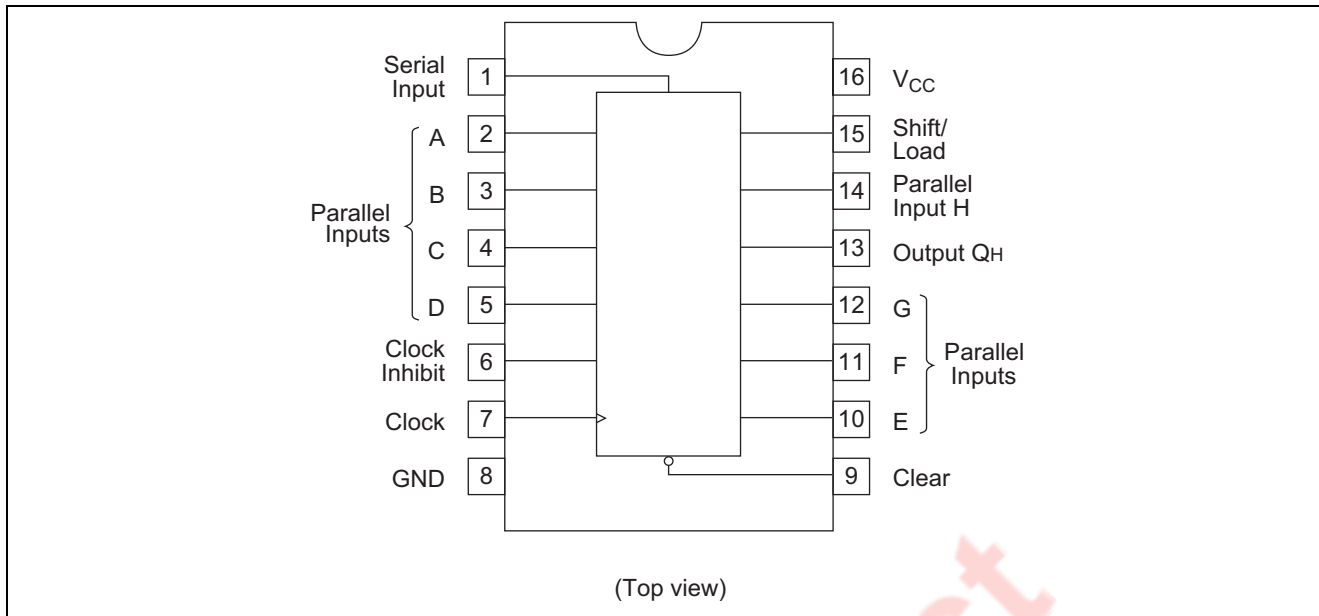 Serial
Input
1
A
2
B
3
C
4
D
5
Parallel
Inputs
Clock
Inhibit
6
Clock
7
GND
8
16
VCC
15
Shift/
Load
14
Parallel
Input H
13
Output QH
12
G
11
F
10
E
Parallel
Inputs
9
Clear
(Top view)